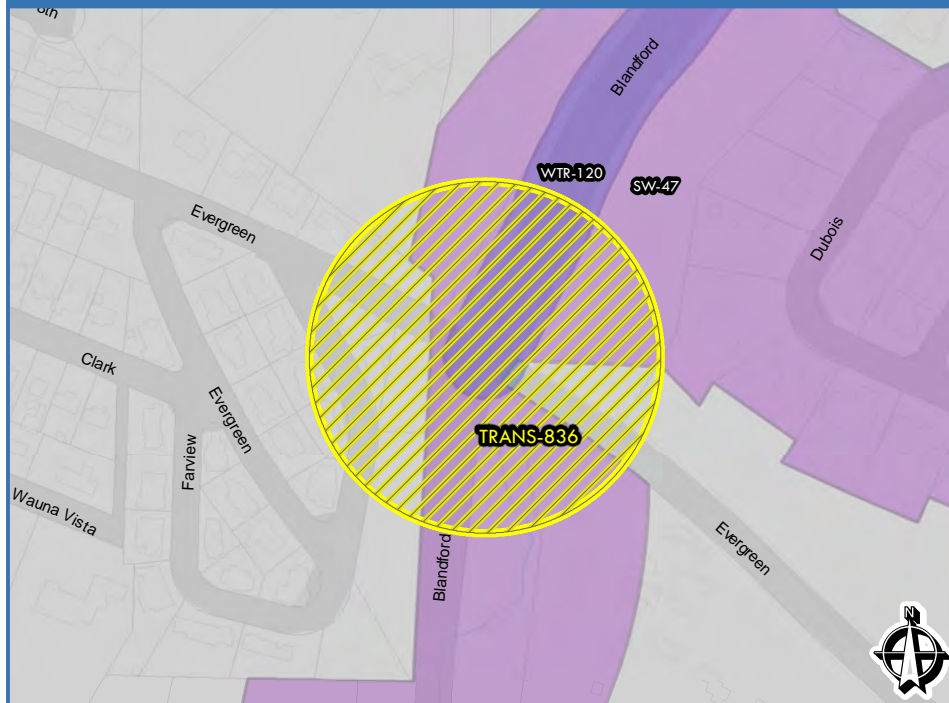 Blandford
WTR-120
SW-47
Evergreen
Dubois
Clark
Evergreen
TRANS-836
Farview
Wauna Vista
Evergreen
Blandford
N